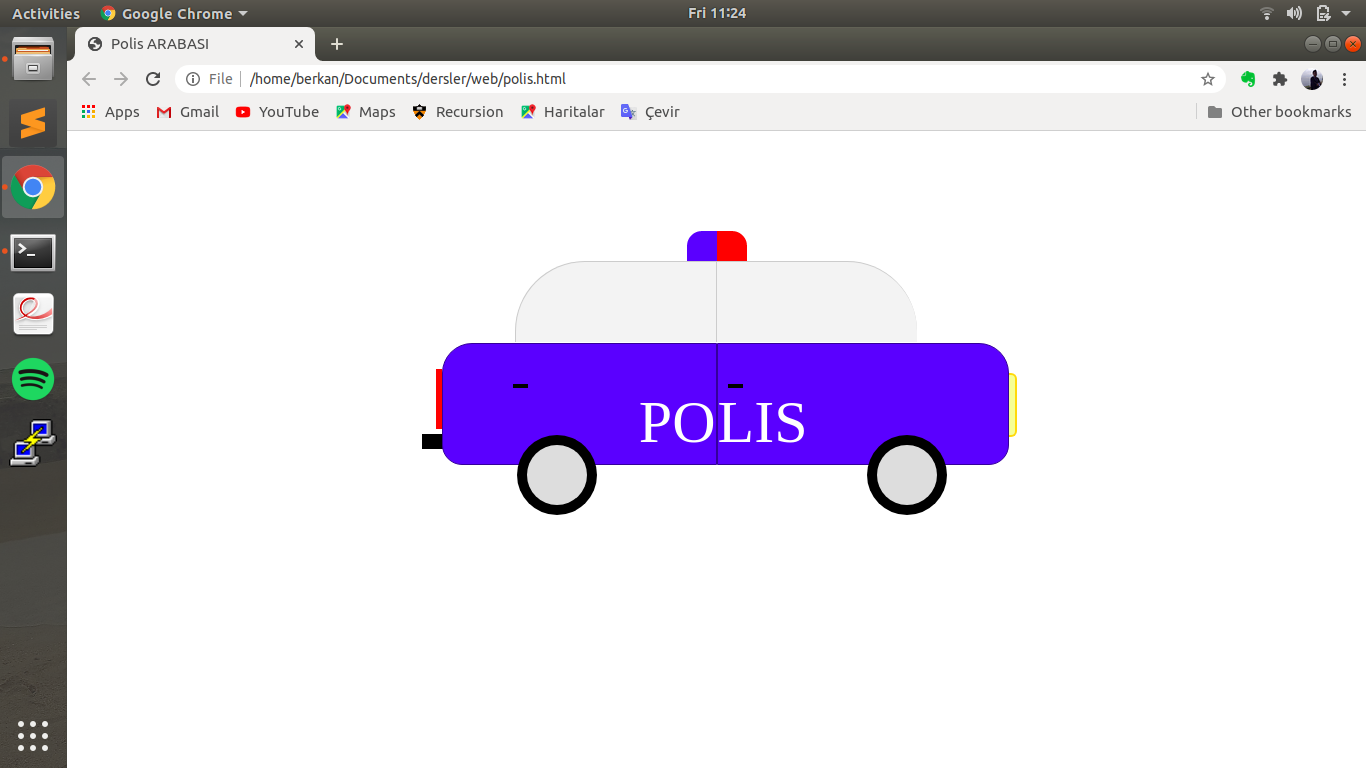 Activities Google Chrome Fri 11:24
Polis ARABASI
File /home/berkan/Documents/dersler/web/polis.html
Apps Gmail YouTube Maps Recursion Haritalar Çevir Other bookmarks
POLIS